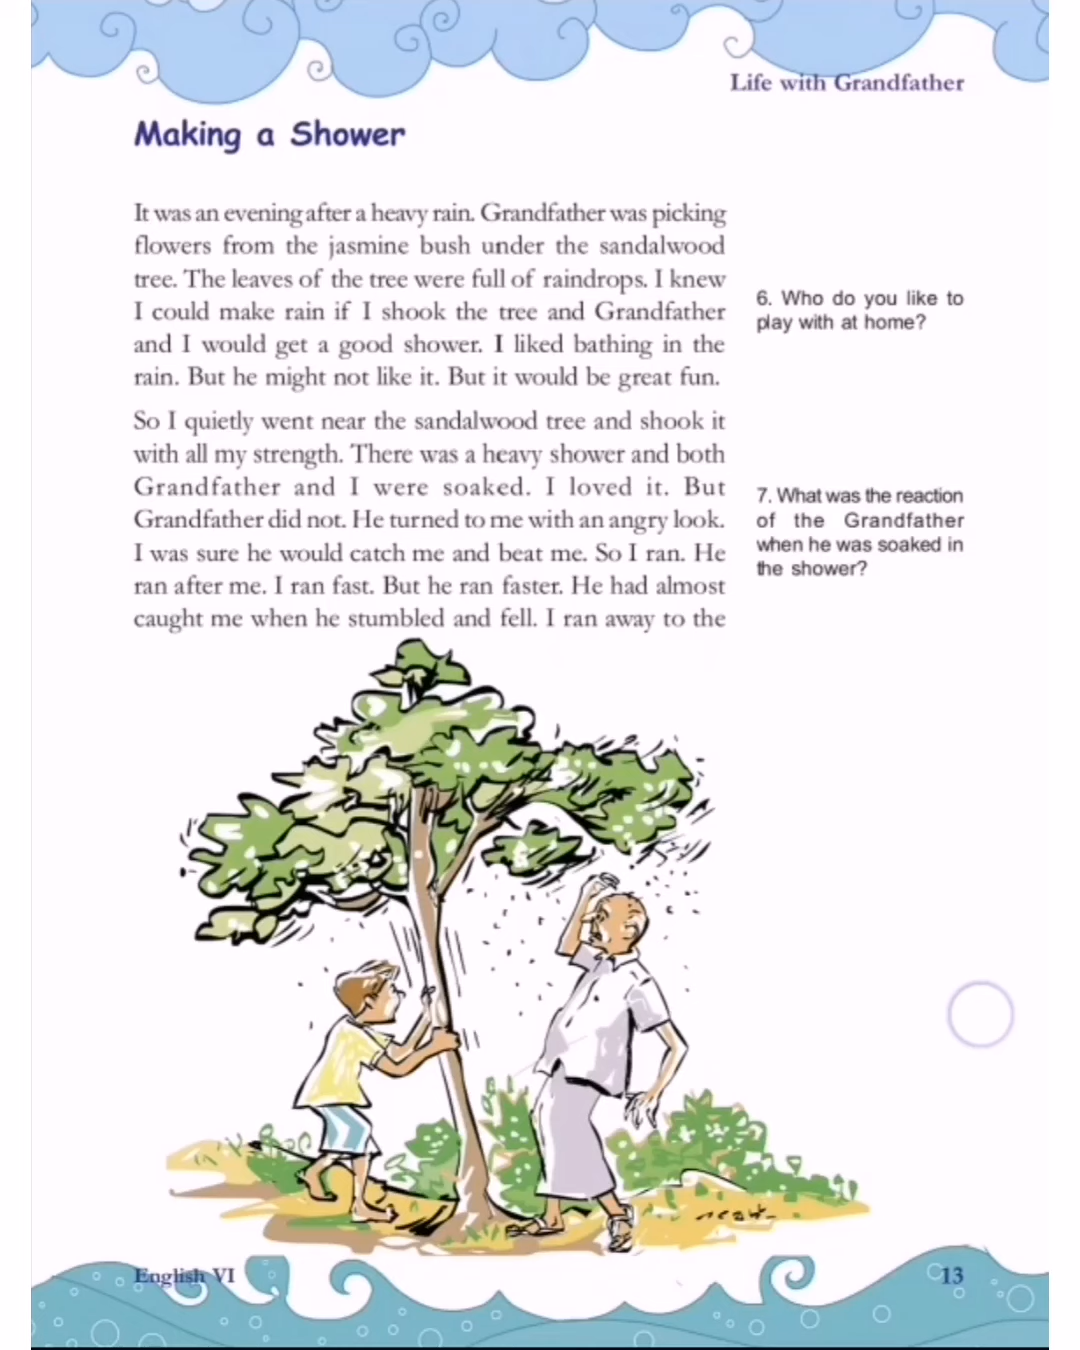 Life with Grandfather
Making a Shower
It was an evening after a heavy rain. Grandfather was picking
flowers from the jasmine bush under the sandalwood
tree. The leaves of the tree were full of raindrops. I knew
I could make rain if I shook the tree and Grandfather
and I would get a good shower. I liked bathing in the
rain. But he might not like it. But it would be great fun.
6. Who do you like to
play with at home?
So I quietly went near the sandalwood tree and shook it
with all my strength. There was a heavy shower and both
Grandfather and I were soaked. I loved it. But
Grandfather did not. He turned to me with an angry look.
I was sure he would catch me and beat me. So I ran. He
ran after me. I ran fast. But he ran faster. He had almost
caught me when he stumbled and fell. I ran away to the
7. What was the reaction
of the Grandfather
when he was soaked in
the shower?
English VI
13